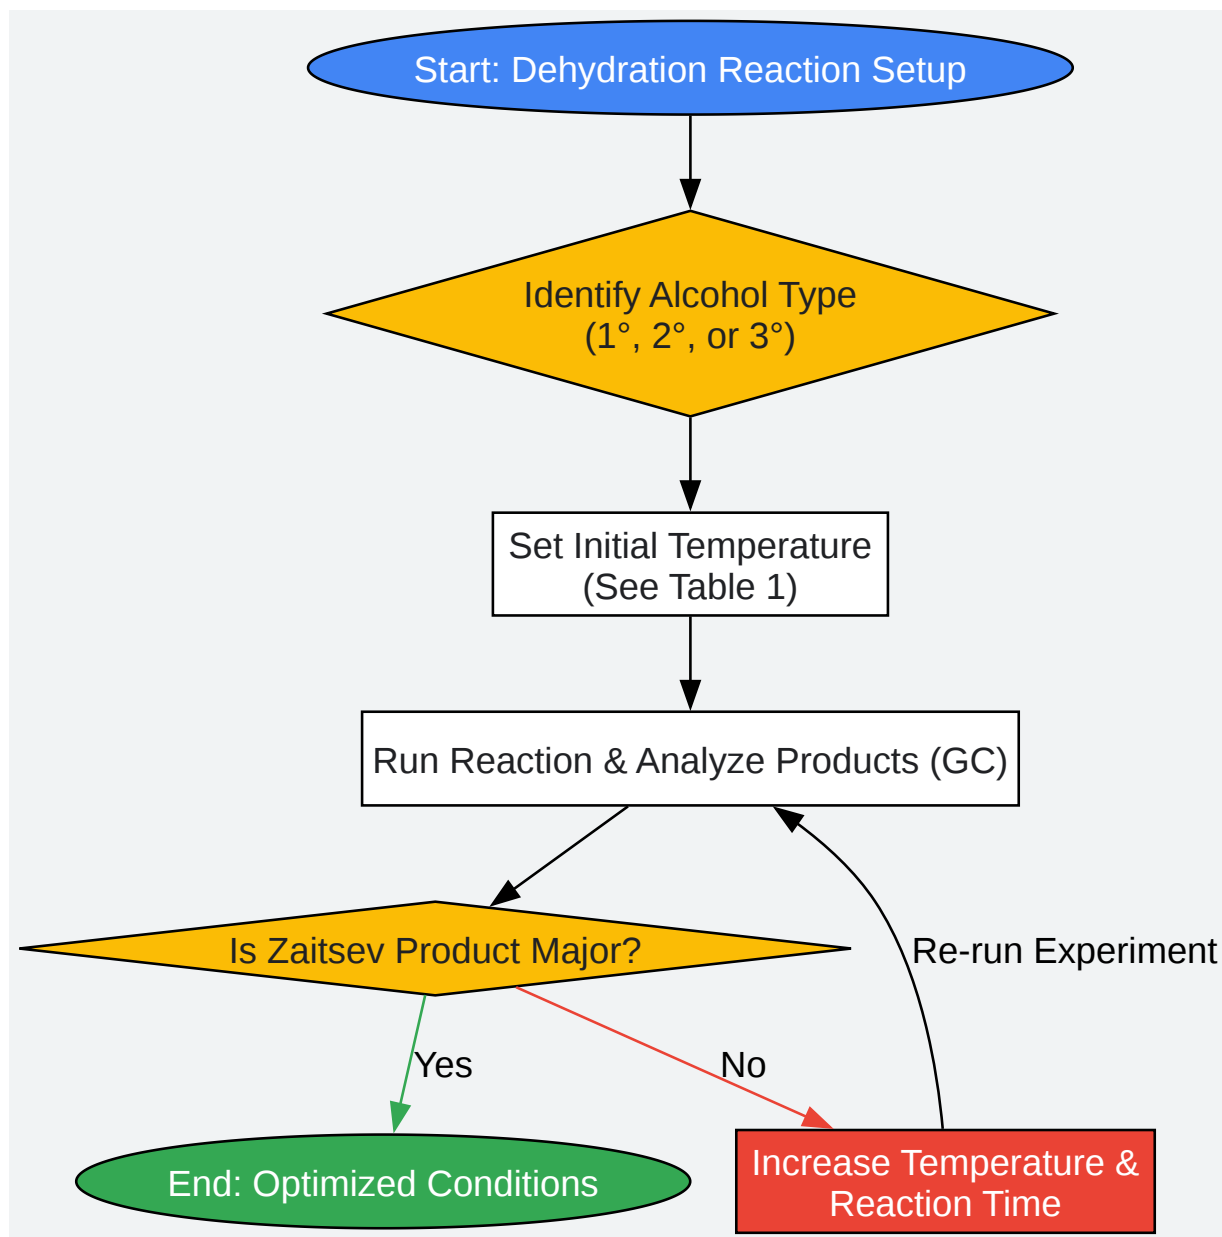 Start: Dehydration Reaction Setup
Identify Alcohol Type
(1°, 2°, or 3°)
Set Initial Temperature
(See Table 1)
Run Reaction & Analyze Products (GC)
Is Zaitsev Product Major?
Re-run Experiment
Yes
No
End: Optimized Conditions
Increase Temperature &
Reaction Time